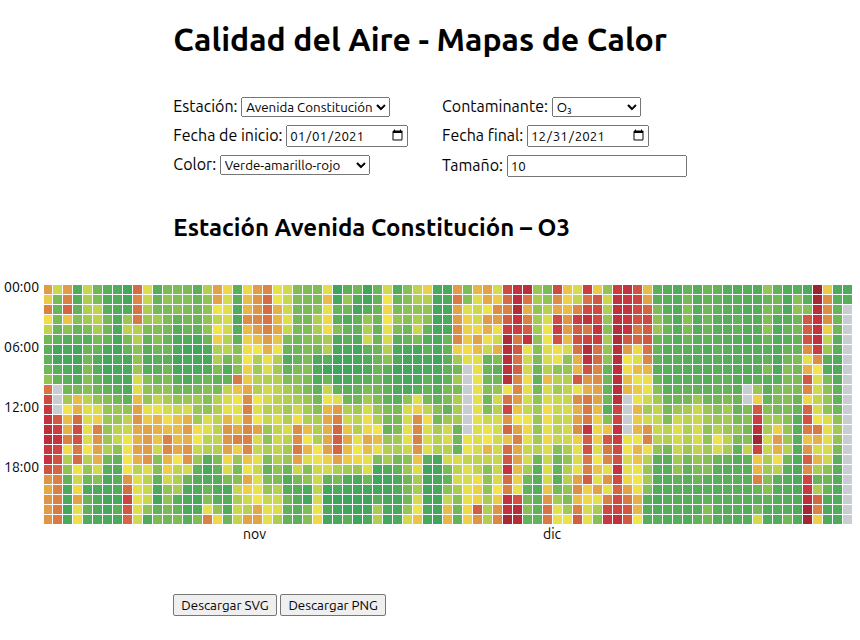 Calidad del Aire - Mapas de Calor
Estación: Avenida Constitución Contaminante: O₃
Fecha de inicio: 01/01/2021 Fecha final: 12/31/2021
Color: Verde-amarillo-rojo Tamaño: 10
Estación Avenida Constitución – O3
00:00
06:00
12:00
18:00
nov dic
Descargar SVG Descargar PNG